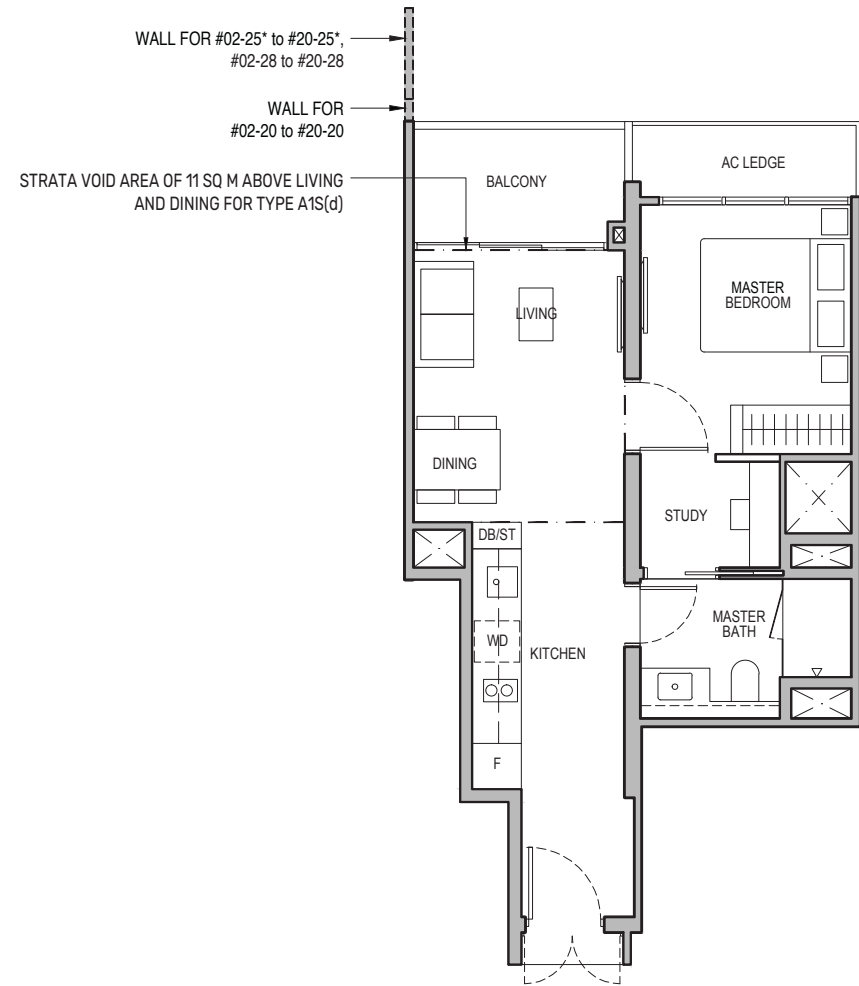 WALL FOR #02-25* to #20-25*,
#02-28 to #20-28
WALL FOR
#02-20 to #20-20
STRATA VOID AREA OF 11 SQ M ABOVE LIVING
AND DINING FOR TYPE A1S(d)
BALCONY
AC LEDGE
MASTER
BEDROOM
LIVING
DINING
STUDY
DB/ST
WD
KITCHEN
MASTER
BATH
F